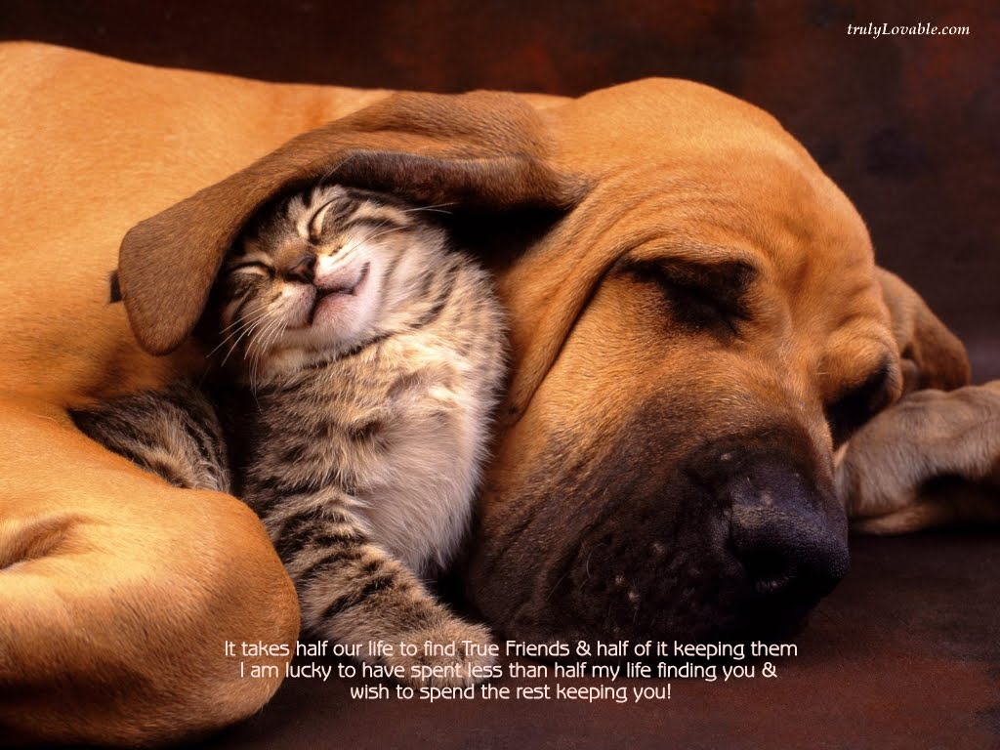 trulyLovable.com
It takes half our life to find True Friends & half of it keeping them
I am lucky to have spent less than half my life finding you &
wish to spend the rest keeping you!